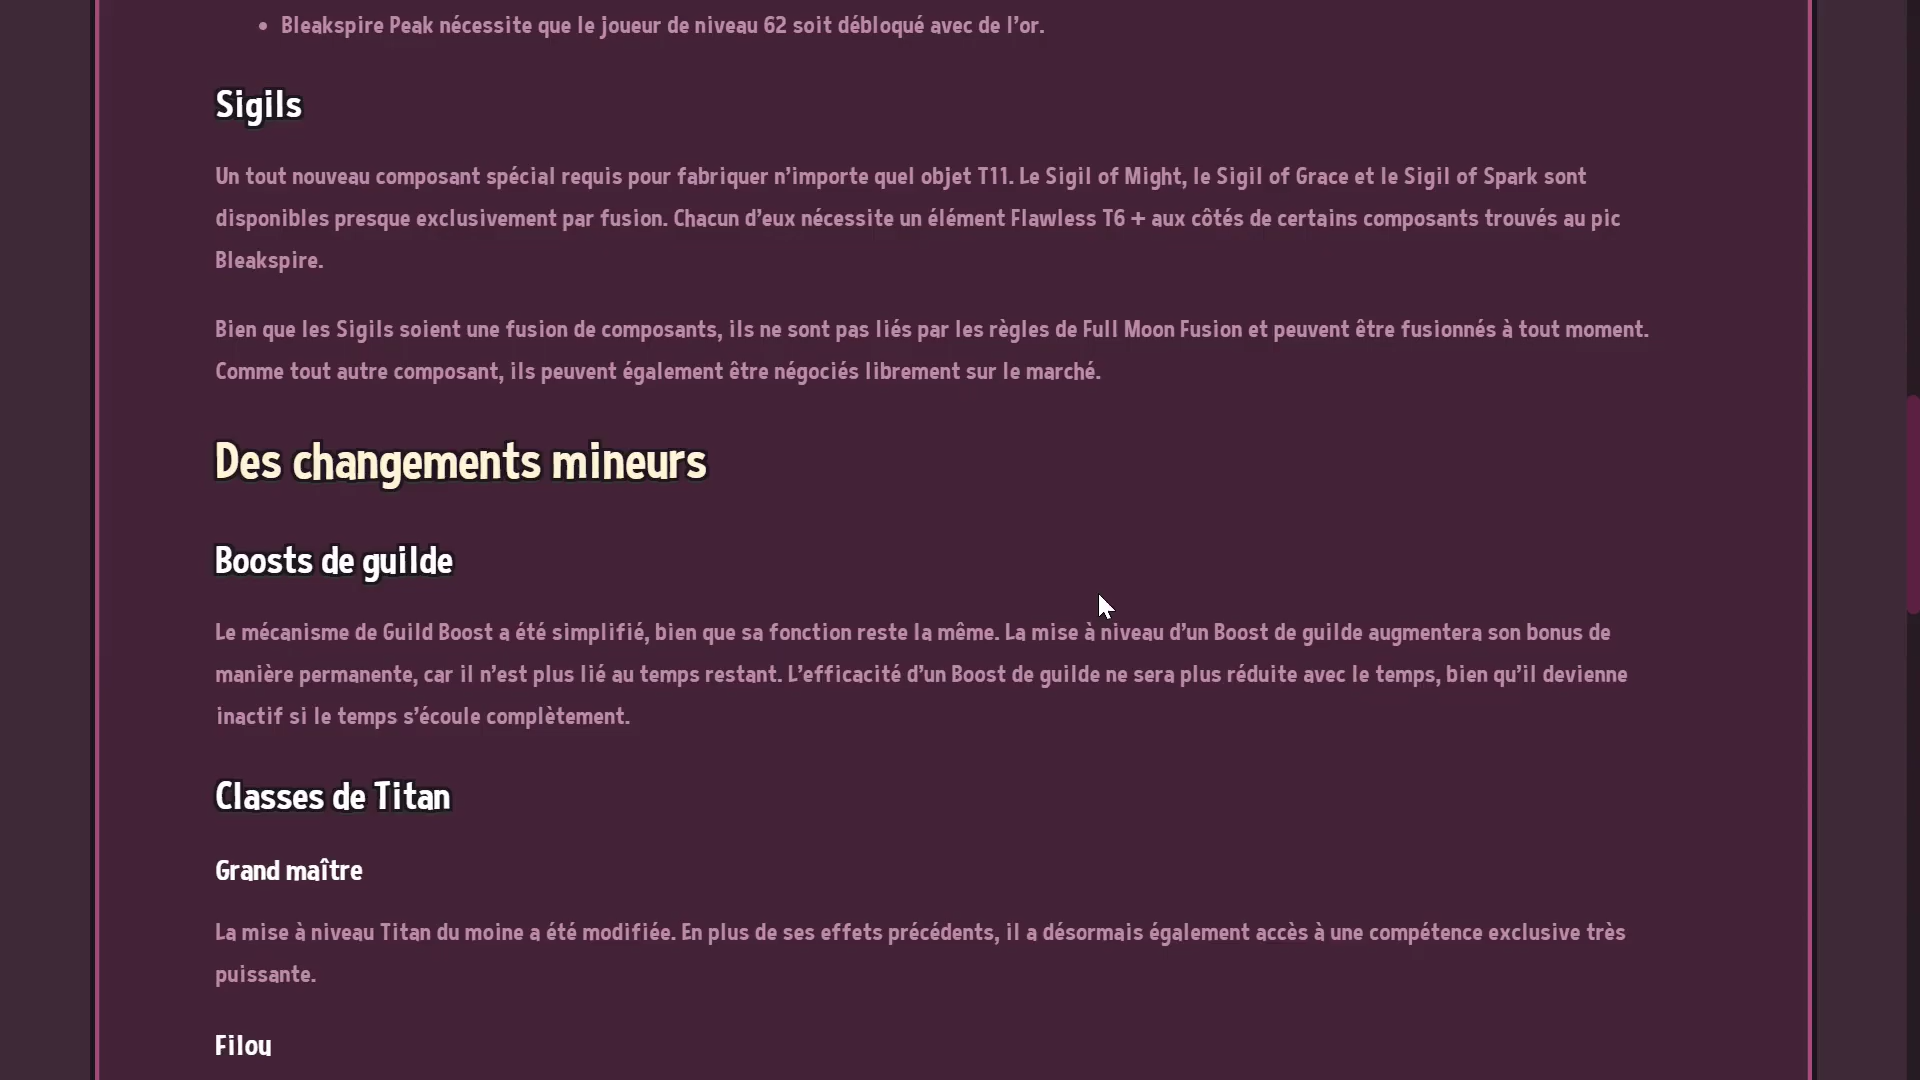 Bleakspire Peak nécessite que le joueur de niveau 62 soit débloqué avec de l’or.
Sigils
Un tout nouveau composant spécial requis pour fabriquer n’importe quel objet T11. Le Sigil of Might, le Sigil of Grace et le Sigil of Spark sont
disponibles presque exclusivement par fusion. Chacun d’eux nécessite un élément Flawless T6 + aux côtés de certains composants trouvés au pic
Bleakspire.
Bien que les Sigils soient une fusion de composants, ils ne sont pas liés par les règles de Full Moon Fusion et peuvent être fusionnés à tout moment.
Comme tout autre composant, ils peuvent également être négociés librement sur le marché.
Des changements mineurs
Boosts de guilde
Le mécanisme de Guild Boost a été simplifié, bien que sa fonction reste la même. La mise à niveau d’un Boost de guilde augmentera son bonus de
manière permanente, car il n’est plus lié au temps restant. L’efficacité d’un Boost de guilde ne sera plus réduite avec le temps, bien qu’il devienne
inactif si le temps s’écoule complètement.
Classes de Titan
Grand maître
La mise à niveau Titan du moine a été modifiée. En plus de ses effets précédents, il a désormais également accès à une compétence exclusive très
puissante.
Filou